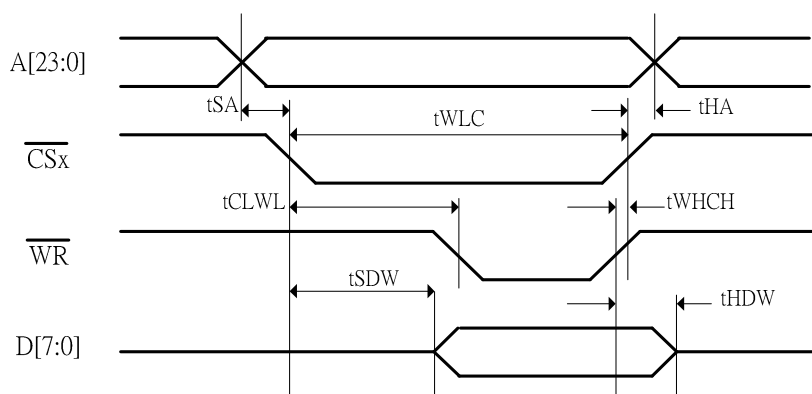 A[23:0]
tSA
tWLC
tHA
CSx
tCLWL
tWHCH
WR
tSDW
tHDW
D[7:0]